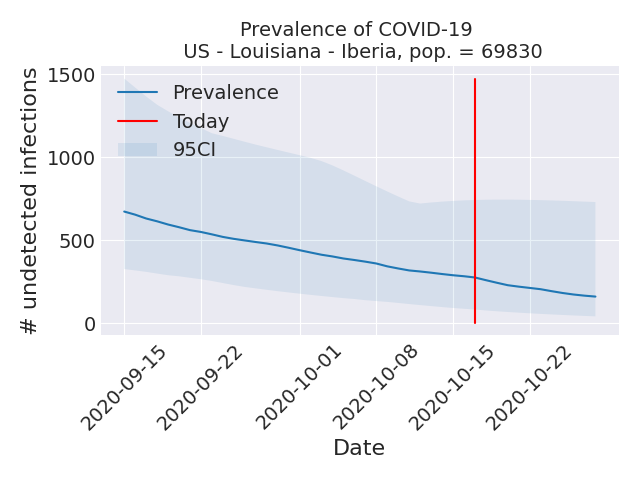 Prevalence of COVID-19
US - Louisiana - Iberia, pop. = 69830
# undetected infections
1500
1000
500
0
Prevalence
Today
95CI
2020-09-15
2020-09-22
2020-10-01
2020-10-08
2020-10-15
2020-10-22
Date